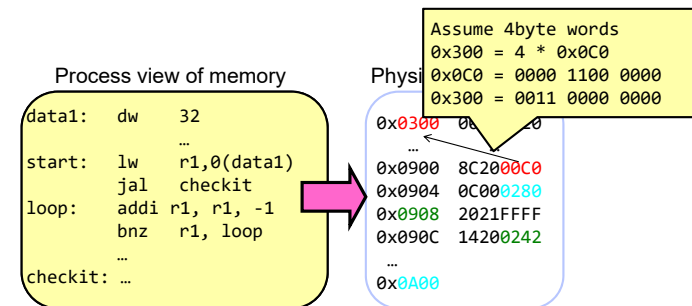 Assume 4byte words
0x300 = 4 * 0x0C0
0x0C0 = 0000 1100 0000
0x300 = 0011 0000 0000
Process view of memory
data1: dw 32
…
start: lw r1,0(data1)
jal checkit
loop: addi r1, r1, -1
bnz r1, loop
…
checkit: …
0x0300
…
0x0900 8C2000C0
0x0904 0C000280
0x0908 2021FFFF
0x090C 14200242
…
0x0A00